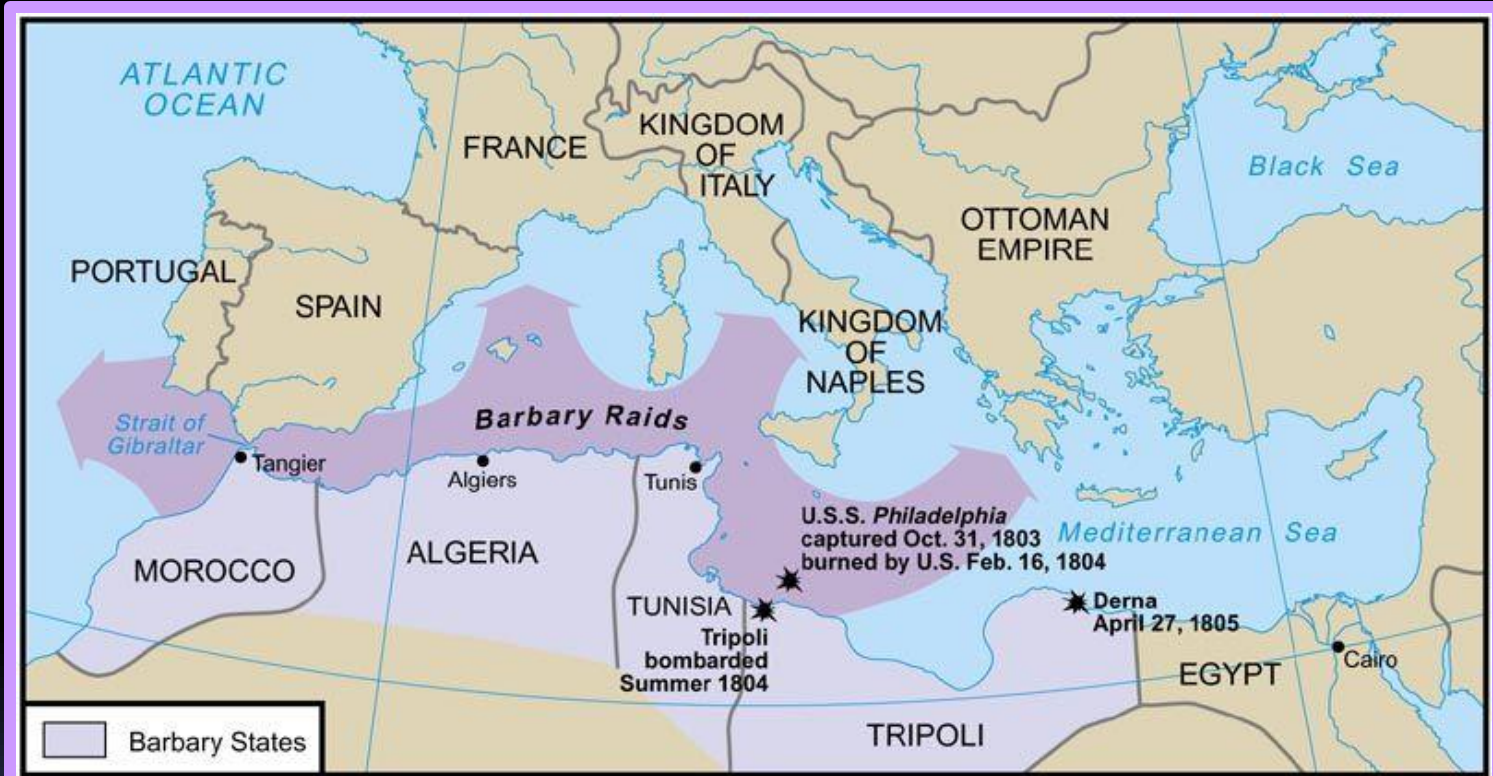 ATLANTIC
OCEAN
FRANCE
KINGDOM
OF
ITALY
Black Sea
OTTOMAN
EMPIRE
PORTUGAL
SPAIN
KINGDOM
OF
NAPLES
Barbary Raids
Strait of
Gibraltar
Tangier
Algiers
Tunis
U.S.S. Philadelphia
captured Oct. 31, 1803
burned by U.S. Feb. 16, 1804
Mediterranean Sea
MOROCCO
ALGERIA
TUNISIA
Tripoli
bombarded
Summer 1804
Derna
April 27, 1805
EGYPT
Cairo
TRIPOLI
Barbary States